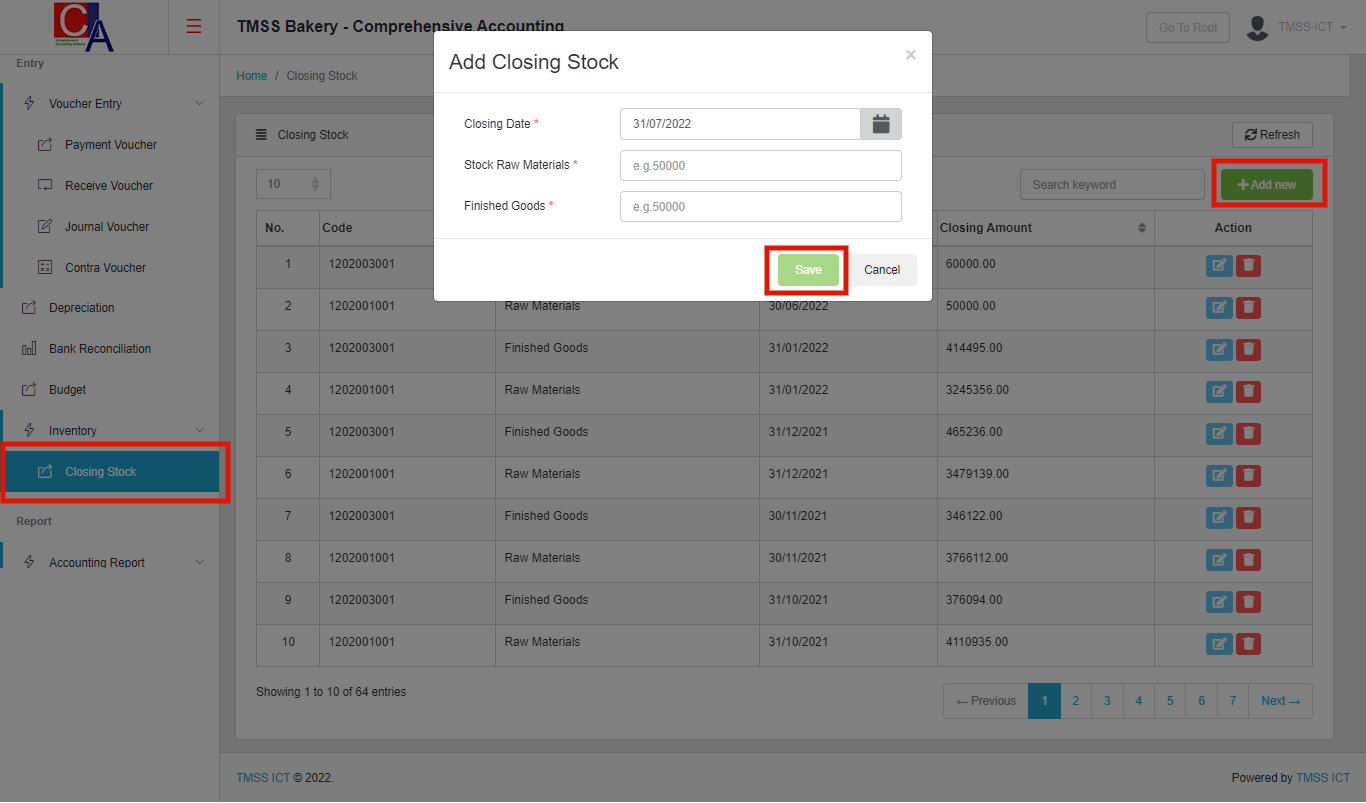 C A
TMSS Bakery - Comprehensive Accounting
Go To Root
TMSS-ICT
Entry
Voucher Entry
Payment Voucher
Receive Voucher
Journal Voucher
Contra Voucher
Depreciation
Bank Reconciliation
Budget
Inventory
Closing Stock
Report
Accounting Report
Home / Closing Stock
Closing Stock
Refresh
10
Search keyword
+ Add new
Add Closing Stock
×
Closing Date * 31/07/2022
Stock Raw Materials * e.g.50000
Finished Goods * e.g.50000
Save Cancel
No. Code Closing Amount Action
1 1202003001 60000.00
2 1202001001 Raw Materials 30/06/2022 50000.00
3 1202003001 Finished Goods 31/01/2022 414495.00
4 1202001001 Raw Materials 31/01/2022 3245356.00
5 1202003001 Finished Goods 31/12/2021 465236.00
6 1202001001 Raw Materials 31/12/2021 3479139.00
7 1202003001 Finished Goods 30/11/2021 346122.00
8 1202001001 Raw Materials 30/11/2021 3766112.00
9 1202003001 Finished Goods 31/10/2021 376094.00
10 1202001001 Raw Materials 31/10/2021 4110935.00
Showing 1 to 10 of 64 entries
← Previous 1 2 3 4 5 6 7 Next →
TMSS ICT © 2022.
Powered by TMSS ICT